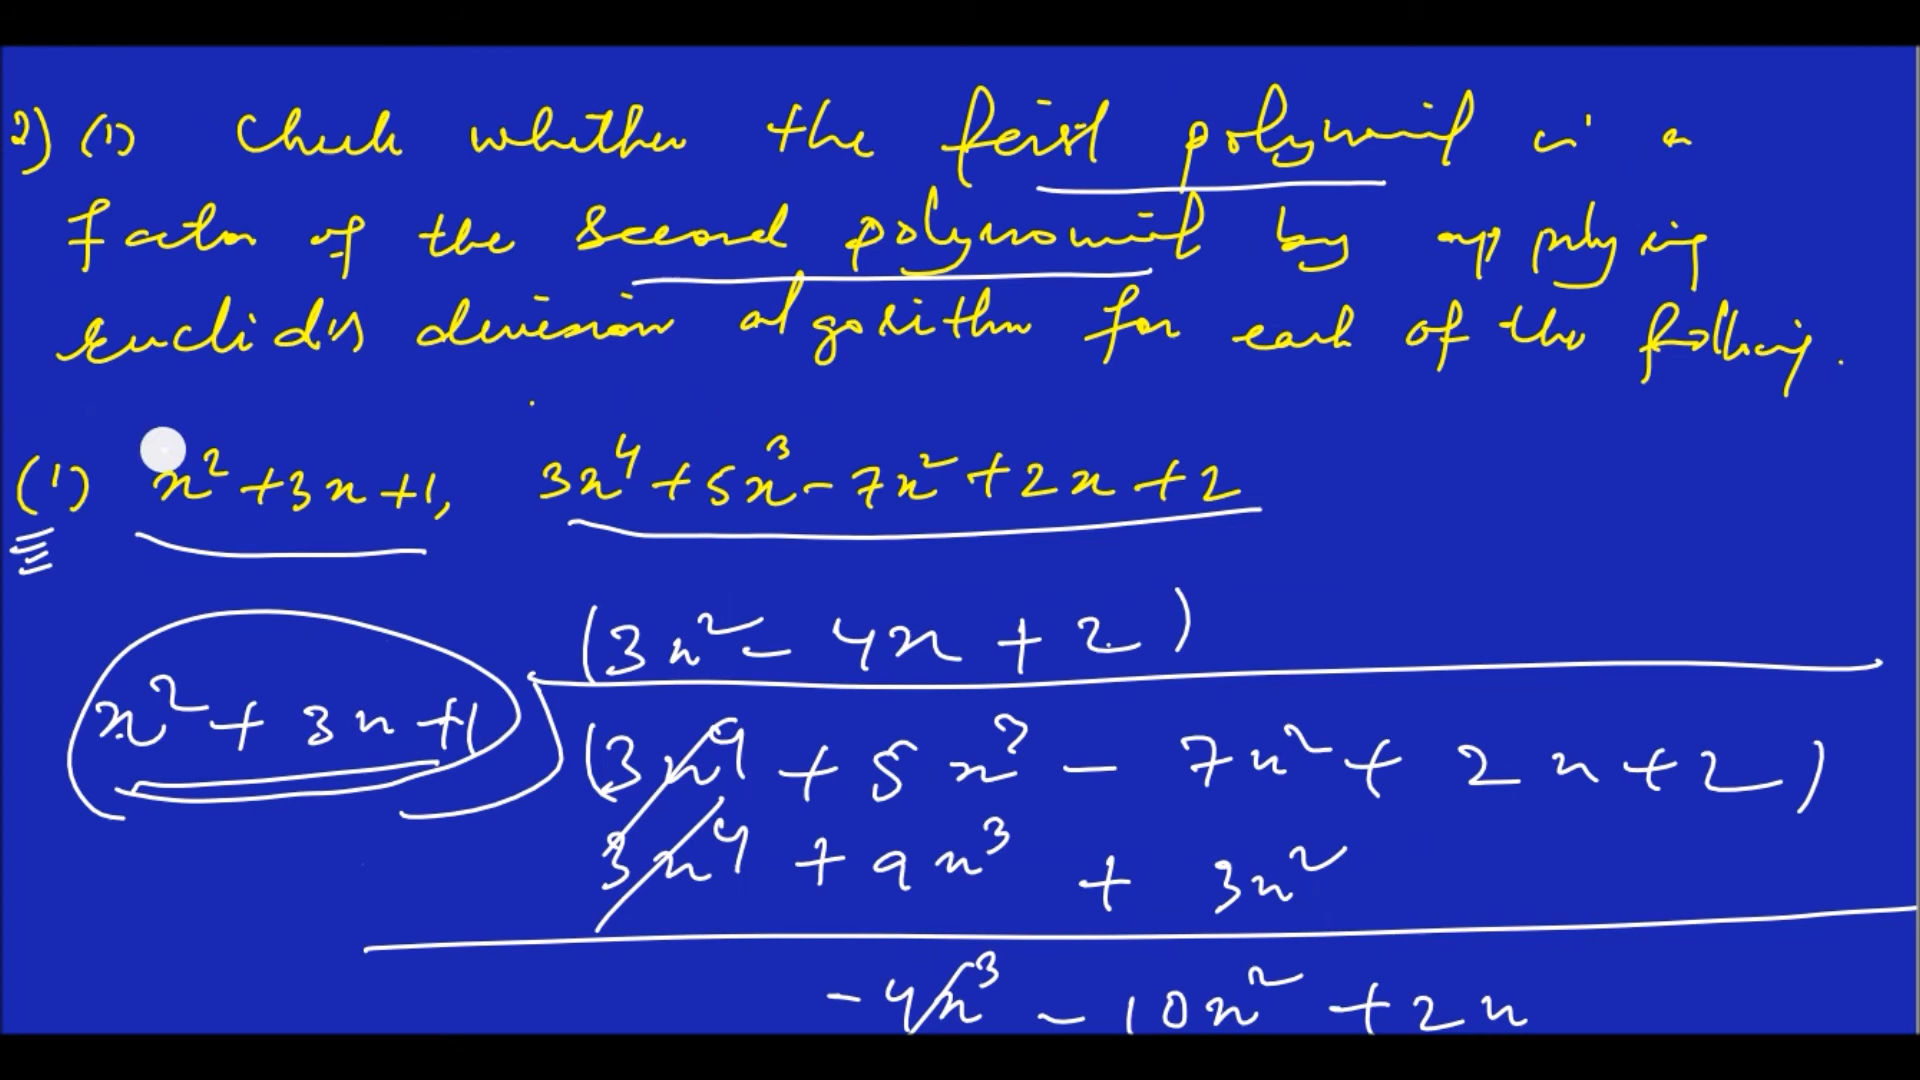 2) (1) Check whether the first polynomial is a
factor of the second polynomial by applying
euclid's division algorithm for each of the following.
(1) x² + 3x + 1, 3x⁴ + 5x³ - 7x² + 2x + 2
(3x² - 4x + 2)
x² + 3x + 1 (3x⁴ + 5x³ - 7x² + 2x + 2)
3x⁴ + 9x³ + 3x²
-4x³ - 10x² + 2x